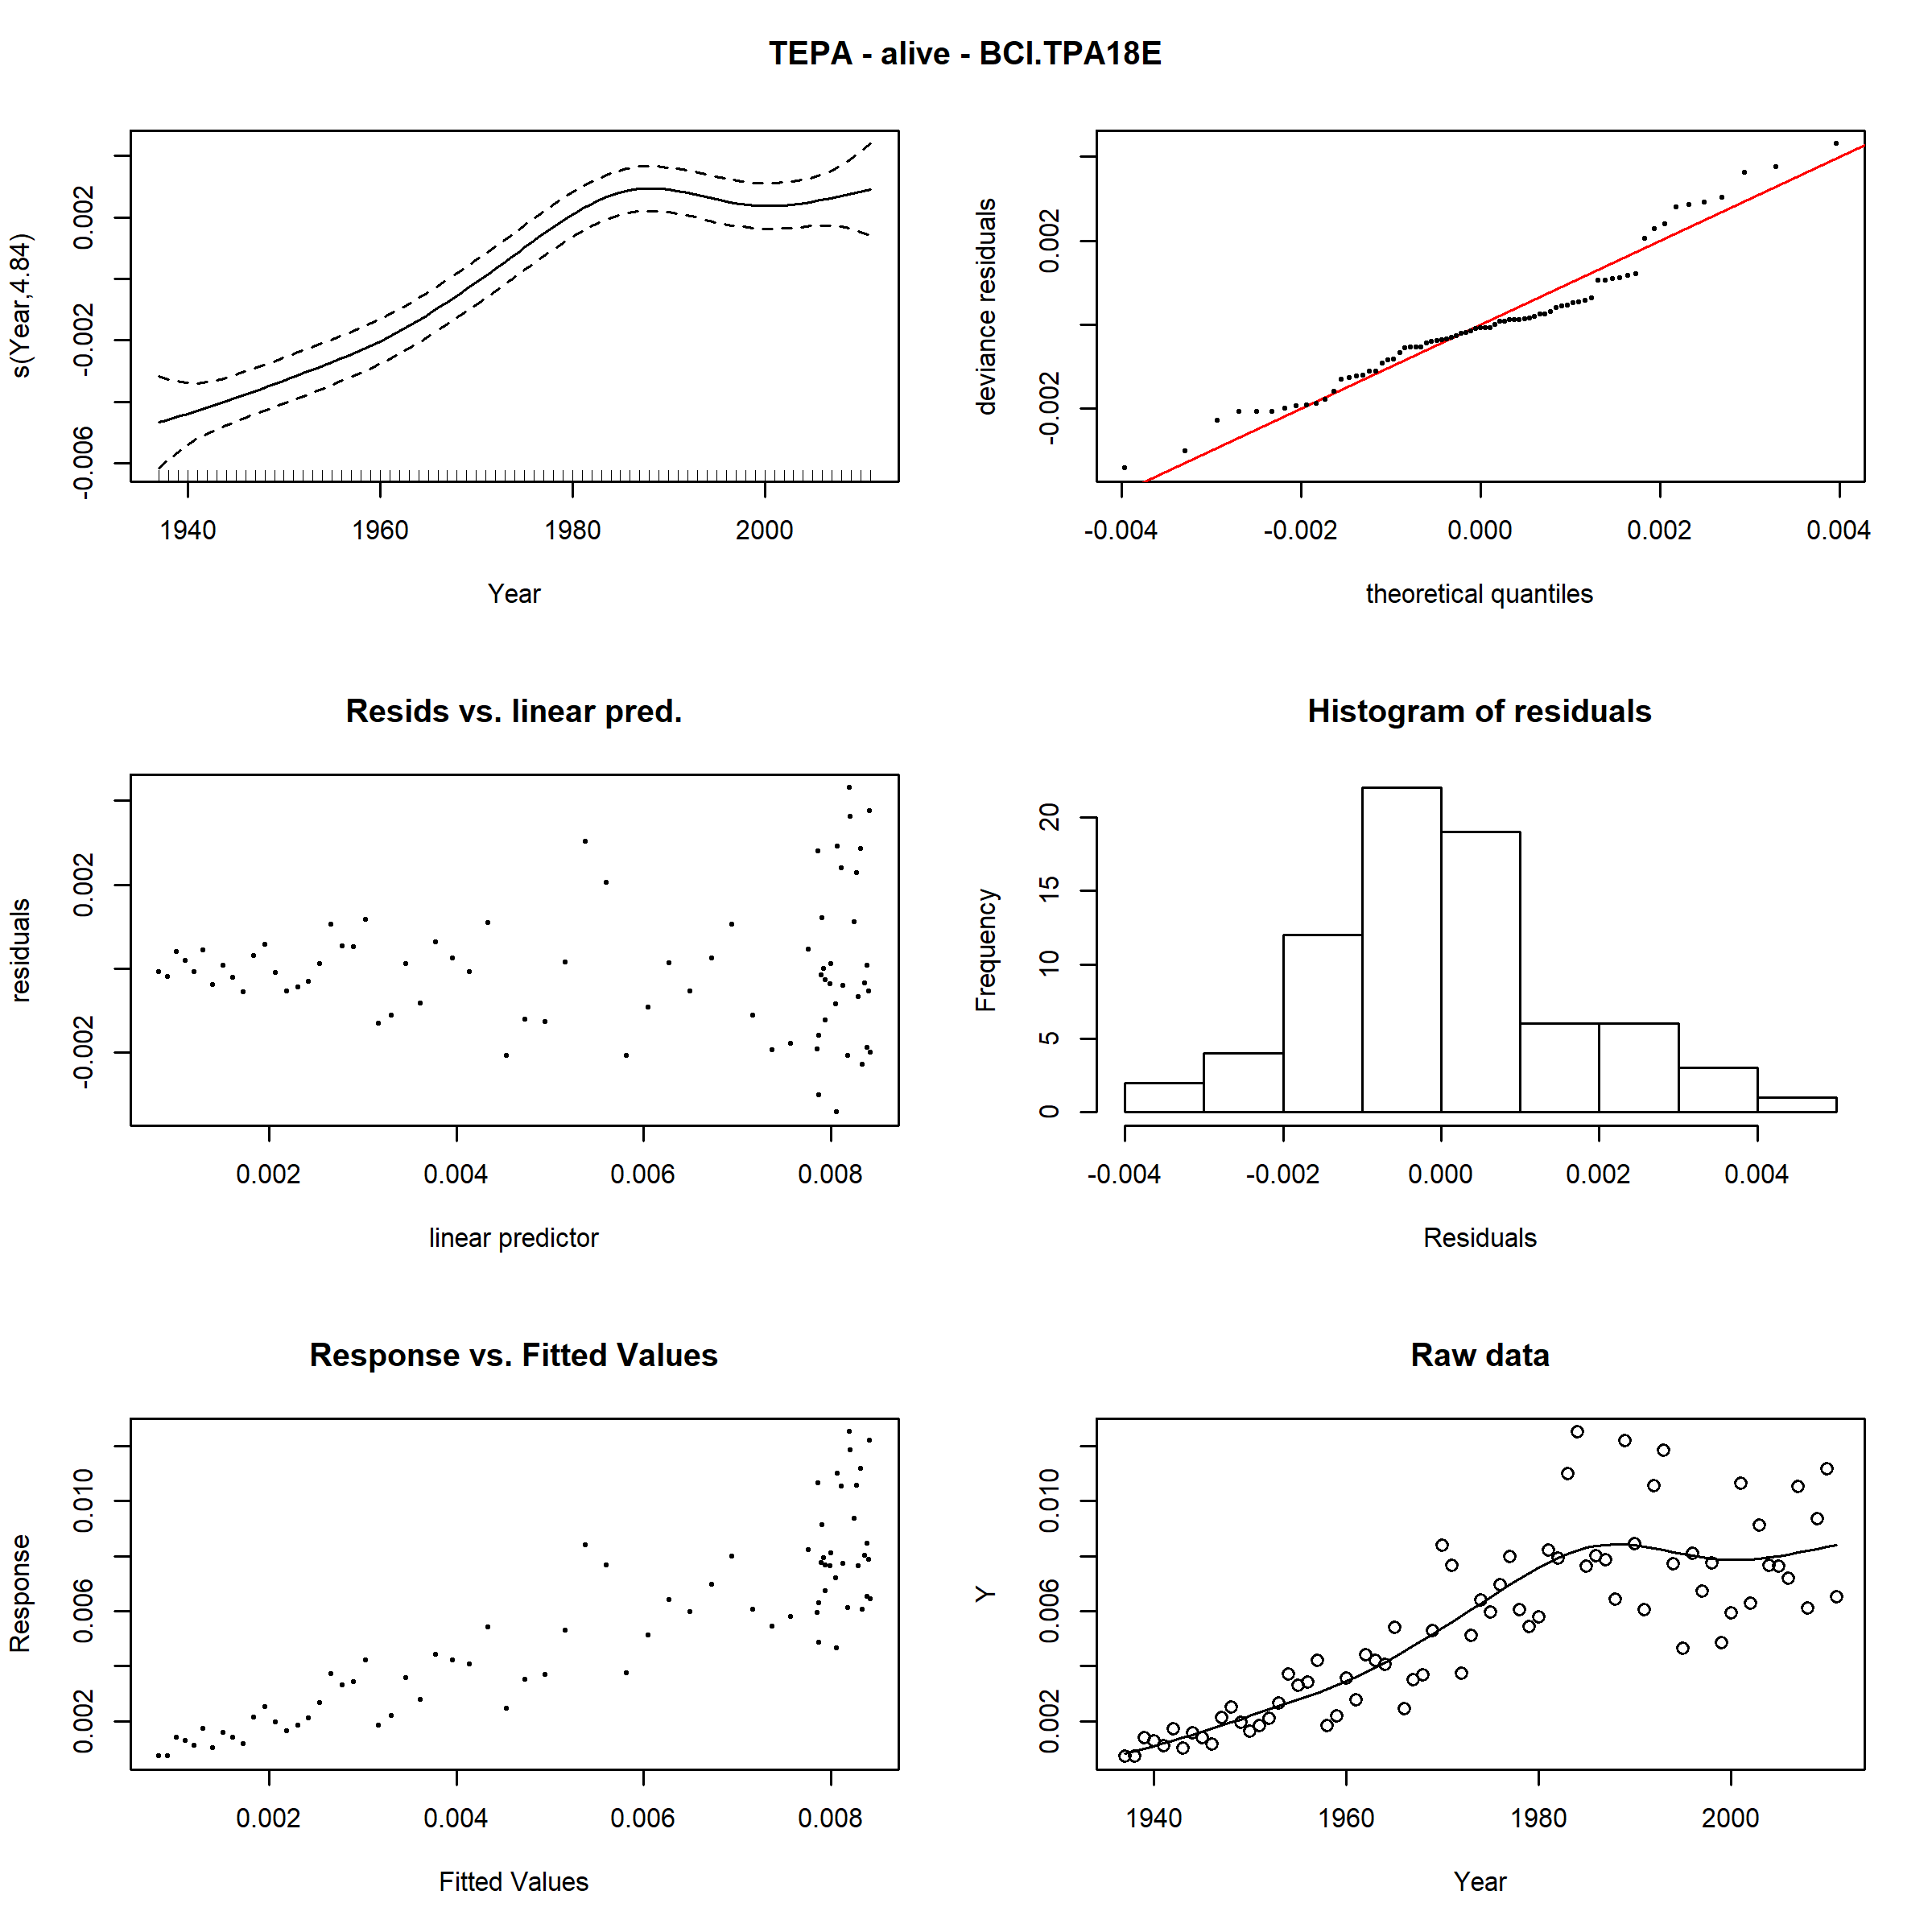 TEPA - alive - BCI.TPA18E
s(Year,4.84)
-0.006
-0.002
0.002
1940 1960 1980 2000
Year
deviance residuals
-0.002
0.002
-0.004 -0.002 0.000 0.002 0.004
theoretical quantiles
Resids vs. linear pred.
residuals
-0.002
0.002
0.002 0.004 0.006 0.008
linear predictor
Histogram of residuals
Frequency
0
5
10
15
20
-0.004 -0.002 0.000 0.002 0.004
Residuals
Response vs. Fitted Values
Response
0.002
0.006
0.010
0.002 0.004 0.006 0.008
Fitted Values
Raw data
Y
0.002
0.006
0.010
1940 1960 1980 2000
Year